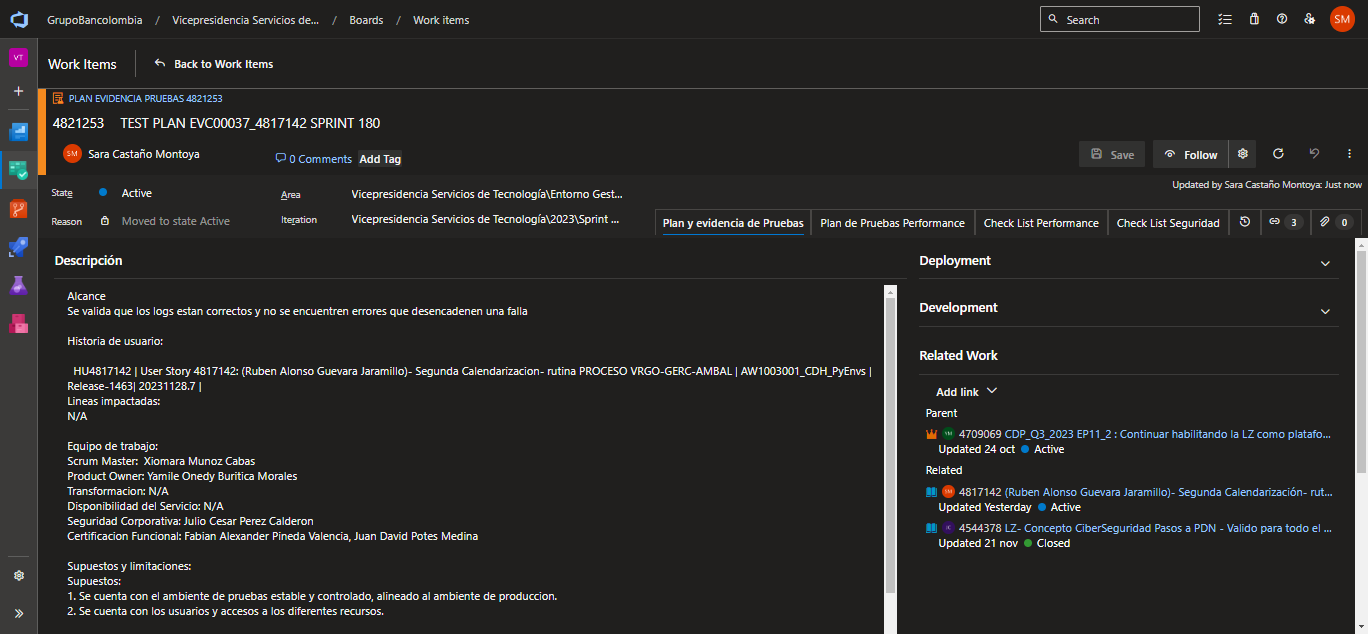 GrupoBancolombia / Vicepresidencia Servicios de... / Boards / Work items
Search
SM
VT
Work Items
Back to Work Items
PLAN EVIDENCIA PRUEBAS 4821253
4821253 TEST PLAN EVC00037_4817142 SPRINT 180
SM Sara Castaño Montoya
0 Comments
Add Tag
Save
Follow
State Active
Area Vicepresidencia Servicios de Tecnología\Entorno Gest...
Updated by Sara Castaño Montoya: Just now
Reason Moved to state Active
Iteration Vicepresidencia Servicios de Tecnología\2023\Sprint ...
Plan y evidencia de Pruebas
Plan de Pruebas Performance
Check List Performance
Check List Seguridad
3
0
Descripción
Alcance
Se valida que los logs estan correctos y no se encuentren errores que desencadenen una falla
Historia de usuario:
HU4817142 | User Story 4817142: (Ruben Alonso Guevara Jaramillo)- Segunda Calendarizacion- rutina PROCESO VRGO-GERC-AMBAL | AW1003001_CDH_PyEnvs |
Release-1463| 20231128.7 |
Lineas impactadas:
N/A
Equipo de trabajo:
Scrum Master:  Xiomara Munoz Cabas
Product Owner: Yamile Onedy Buritica Morales
Transformacion: N/A
Disponibilidad del Servicio: N/A
Seguridad Corporativa: Julio Cesar Perez Calderon
Certificacion Funcional: Fabian Alexander Pineda Valencia, Juan David Potes Medina
Supuestos y limitaciones:
Supuestos:
1. Se cuenta con el ambiente de pruebas estable y controlado, alineado al ambiente de produccion.
2. Se cuenta con los usuarios y accesos a los diferentes recursos.
Deployment
Development
Related Work
Add link
Parent
4709069 CDP_Q3_2023 EP11_2 : Continuar habilitando la LZ como platafo...
Updated 24 oct Active
Related
SM 4817142 (Ruben Alonso Guevara Jaramillo)- Segunda Calendarización- rut...
Updated Yesterday Active
4544378 LZ- Concepto CiberSeguridad Pasos a PDN - Valido para todo el ...
Updated 21 nov Closed